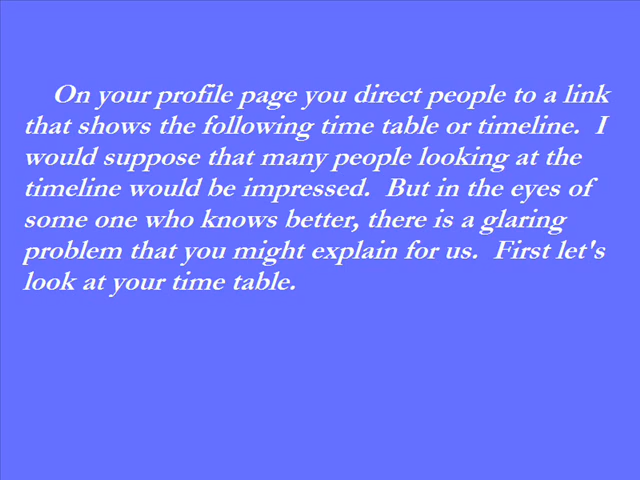 On your profile page you direct people to a link
that shows the following time table or timeline.  I
would suppose that many people looking at the
timeline would be impressed.  But in the eyes of
some one who knows better, there is a glaring
problem that you might explain for us.  First let's
look at your time table.